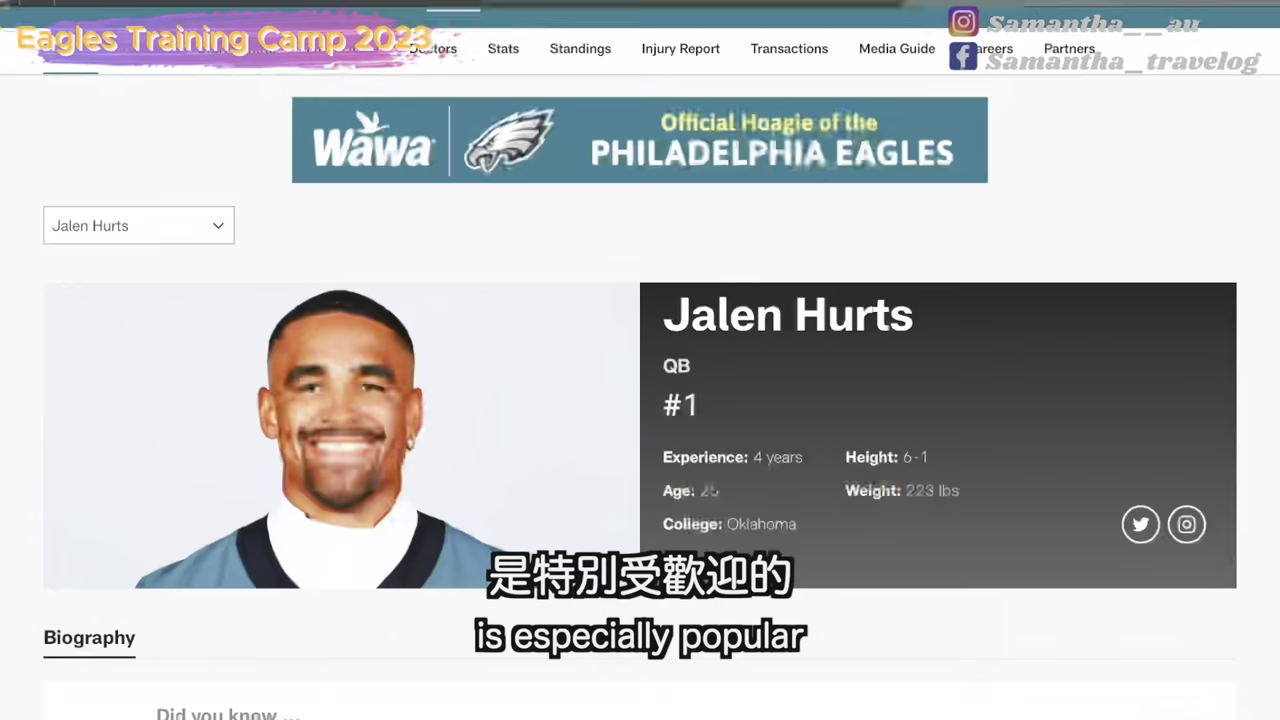 Eagles Training Camp 2023
Stats
Standings
Injury Report
Transactions
Media Guide
Careers
Partners
Samantha__au
Samantha_travelog
Wawa
Official Hoagie of the
PHILADELPHIA EAGLES
Jalen Hurts
Jalen Hurts
QB
#1
Experience: 4 years
Height: 6-1
Age: 25
Weight: 223 lbs
College: Oklahoma
是特別受歡迎的
is especially popular
Biography
Did you know ...